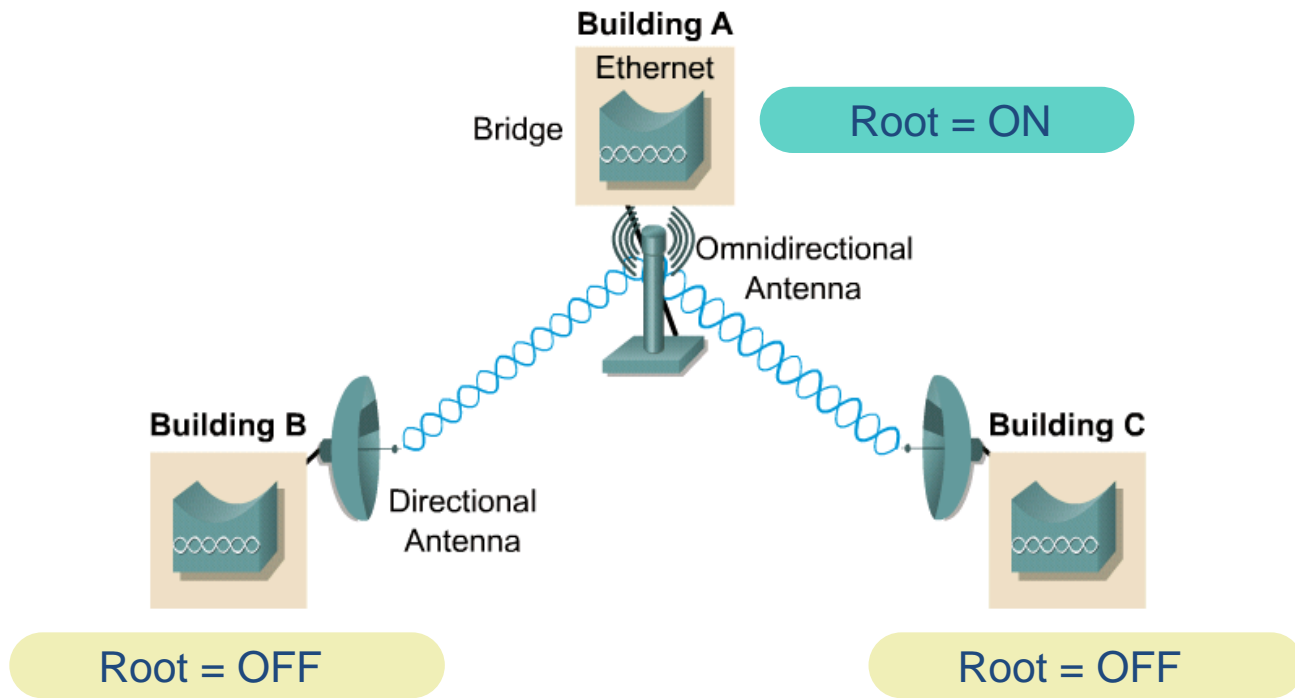 Building A
Ethernet
Root = ON
Bridge
Omnidirectional
Antenna
Building B
Building C
Directional
Antenna
Root = OFF
Root = OFF